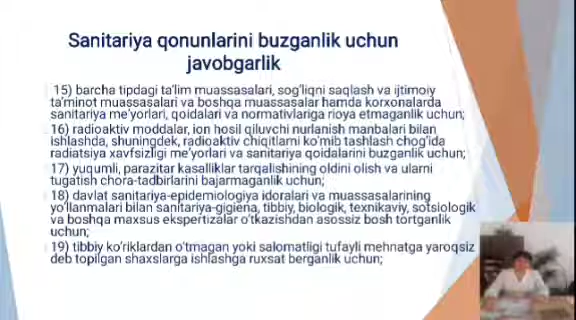 Sanitariya qonunlarini buzganlik uchun
javobgarlik
15) barcha tipdagi ta'lim muassasalari, sog'liqni saqlash va ijtimoiy
ta'minot muassasalari va boshqa muassasalar hamda korxonalarda
sanitariya me'yorlari, qoidalari va normativlariga rioya etmaganlik uchun;
16) radioaktiv moddalar, ion hosil qiluvchi nurlanish manbalari bilan
ishlashda, shuningdek, radioaktiv chiqitlarni ko'mib tashlash chog'ida
radiatsiya xavfsizligi me'yorlari va sanitariya qoidalarini buzganlik uchun;
17) yuqumli, parazitar kasalliklar tarqalishining oldini olish va ularni
tugatish chora-tadbirlarini bajarmaganlik uchun;
18) davlat sanitariya-epidemiologiya idoralari va muassasalarining
yo'llanmalari bilan sanitariya-gigiena, tibbiy, biologik, texnikaviy, sotsiologik
va boshqa maxsus ekspertizalar o'tkazishdan asossiz bosh tortganlik
uchun;
19) tibbiy ko'riklardan o'tmagan yoki salomatligi tufayli mehnatga yaroqsiz
deb topilgan shaxslarga ishlashga ruxsat berganlik uchun;